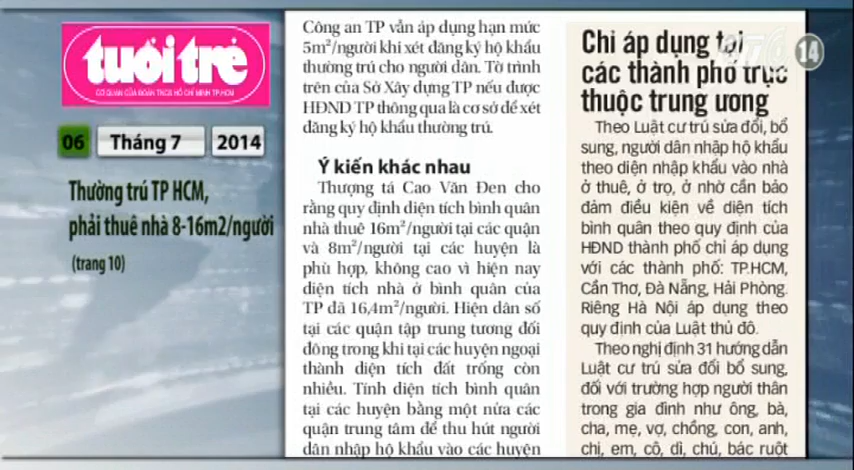 tuổi trẻ
CƠ QUAN CỦA ĐOÀN TNCS HỒ CHÍ MINH TP.HCM
06 Tháng 7 2014
Thường trú TP HCM,
phải thuê nhà 8-16m2/người
(trang 10)
Công an TP vẫn áp dụng hạn mức
5m²/người khi xét đăng ký hộ khẩu
thường trú cho người dân. Tờ trình
trên của Sở Xây dựng TP nếu được
HĐND TP thông qua là cơ sở để xét
đăng ký hộ khẩu thường trú.
Ý kiến khác nhau
Thượng tá Cao Văn Đen cho
rằng quy định diện tích bình quân
nhà thuê 16m²/người tại các quận
và 8m²/người tại các huyện là
phù hợp, không cao vì hiện nay
diện tích nhà ở bình quân của
TP đã 16,4m²/người. Hiện dân số
tại các quận tập trung tương đối
đông trong khi tại các huyện ngoại
thành diện tích đất trống còn
nhiều. Tính diện tích bình quân
tại các huyện bằng một nửa các
quận trung tâm để thu hút người
dân nhập hộ khẩu vào các huyện
Chỉ áp dụng tại
các thành phố trực
thuộc trung ương
Theo Luật cư trú sửa đổi, bổ
sung, người dân nhập hộ khẩu
theo diện nhập khẩu vào nhà
ở thuê, ở trọ, ở nhờ cần bảo
đảm điều kiện về diện tích
bình quân theo quy định của
HĐND thành phố chỉ áp dụng
với các thành phố: TP.HCM,
Cần Thơ, Đà Nẵng, Hải Phòng.
Riêng Hà Nội áp dụng theo
quy định của Luật thủ đô.
Theo nghị định 31 hướng dẫn
Luật cư trú sửa đổi bổ sung,
đối với trường hợp người thân
trong gia đình như ông, bà,
cha, mẹ, vợ, chồng, con, anh,
chị, em, cô, dì, chú, bác ruột
14